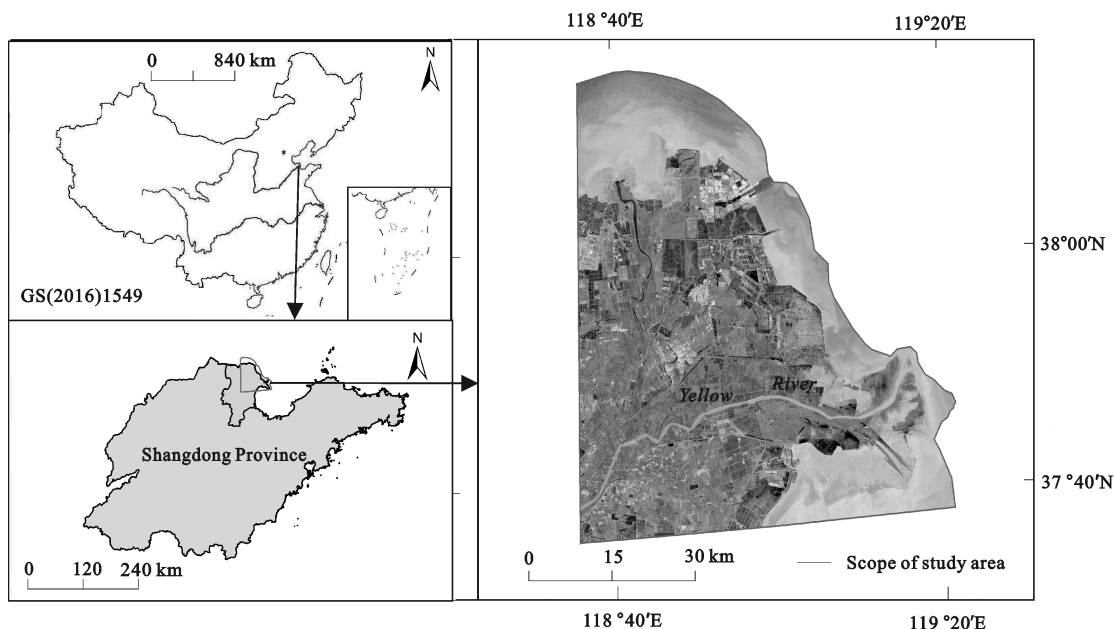 118 °40′E
119 °20′E
0 840 km
N
GS(2016)1549
N
Shangdong Province
0 120 240 km
38°00′N
Yellow River
37 °40′N
0 15 30 km
Scope of study area
118 °40′E
119 °20′E